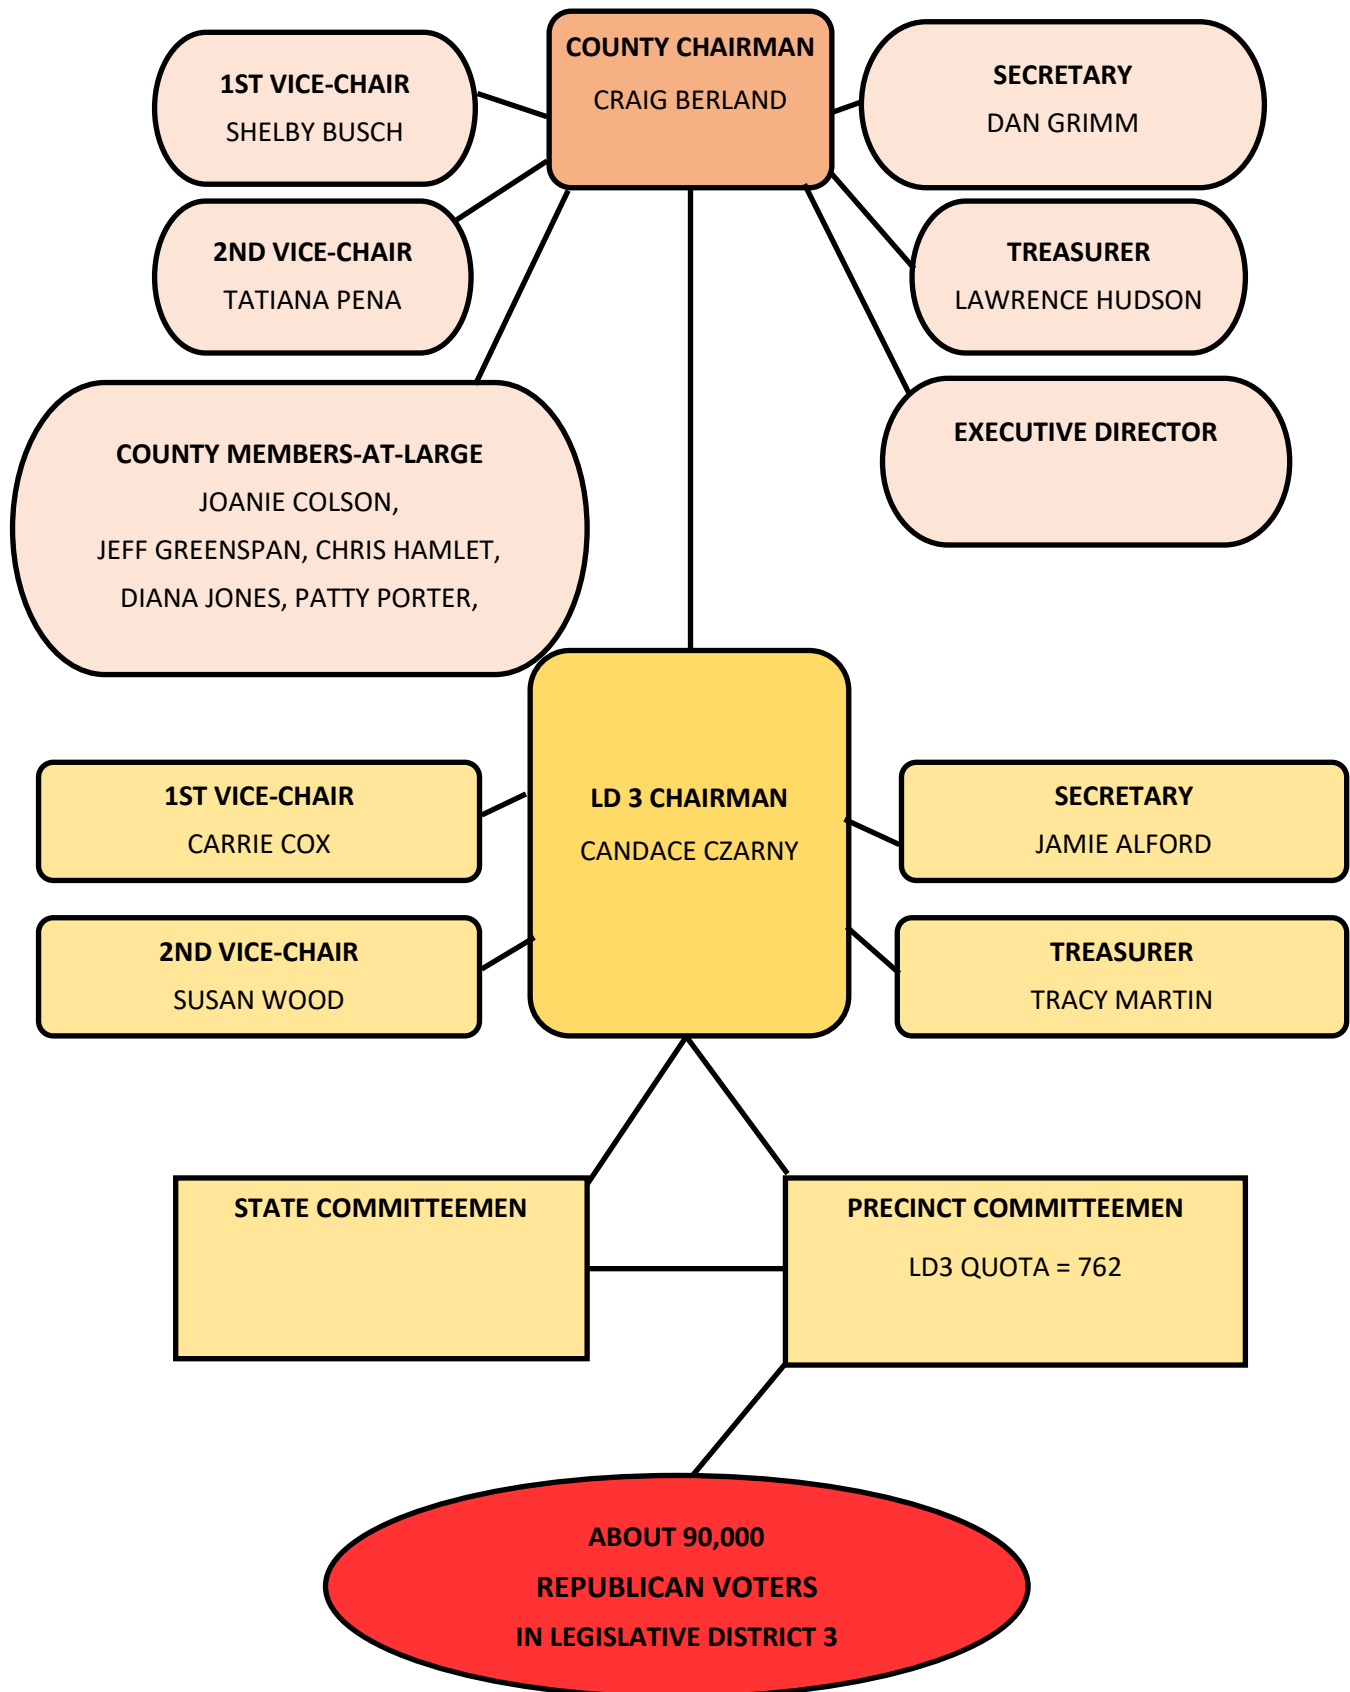 COUNTY CHAIRMAN
CRAIG BERLAND
1ST VICE-CHAIR
SHELBY BUSCH
SECRETARY
DAN GRIMM
2ND VICE-CHAIR
TATIANA PENA
TREASURER
LAWRENCE HUDSON
COUNTY MEMBERS-AT-LARGE
JOANIE COLSON,
JEFF GREENSPAN, CHRIS HAMLET,
DIANA JONES, PATTY PORTER,
EXECUTIVE DIRECTOR
LD 3 CHAIRMAN
CANDACE CZARNY
1ST VICE-CHAIR
CARRIE COX
SECRETARY
JAMIE ALFORD
2ND VICE-CHAIR
SUSAN WOOD
TREASURER
TRACY MARTIN
STATE COMMITTEEMEN
PRECINCT COMMITTEEMEN
LD3 QUOTA = 762
ABOUT 90,000
REPUBLICAN VOTERS
IN LEGISLATIVE DISTRICT 3